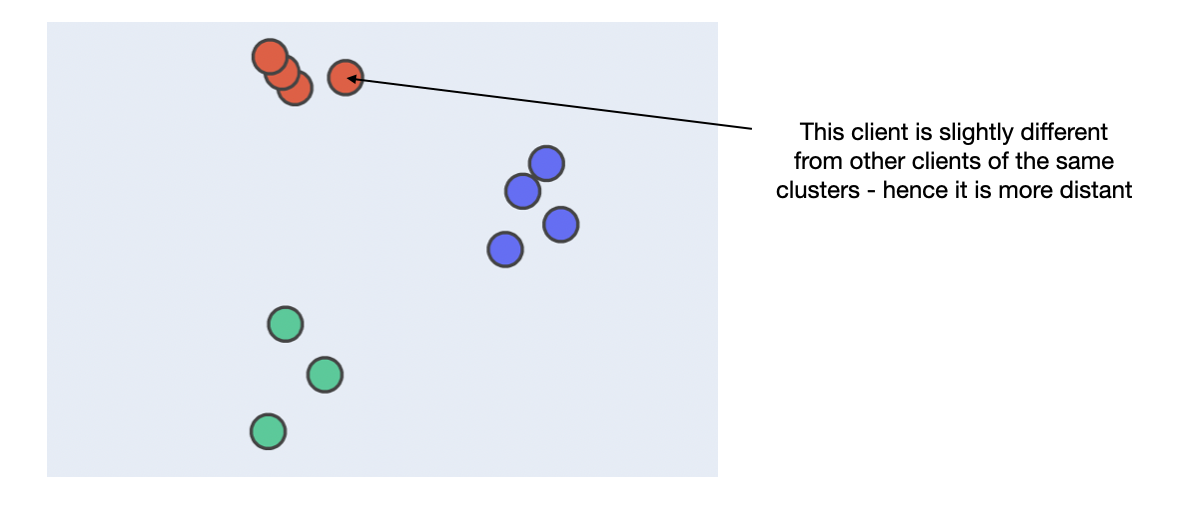 This client is slightly different
from other clients of the same
clusters - hence it is more distant